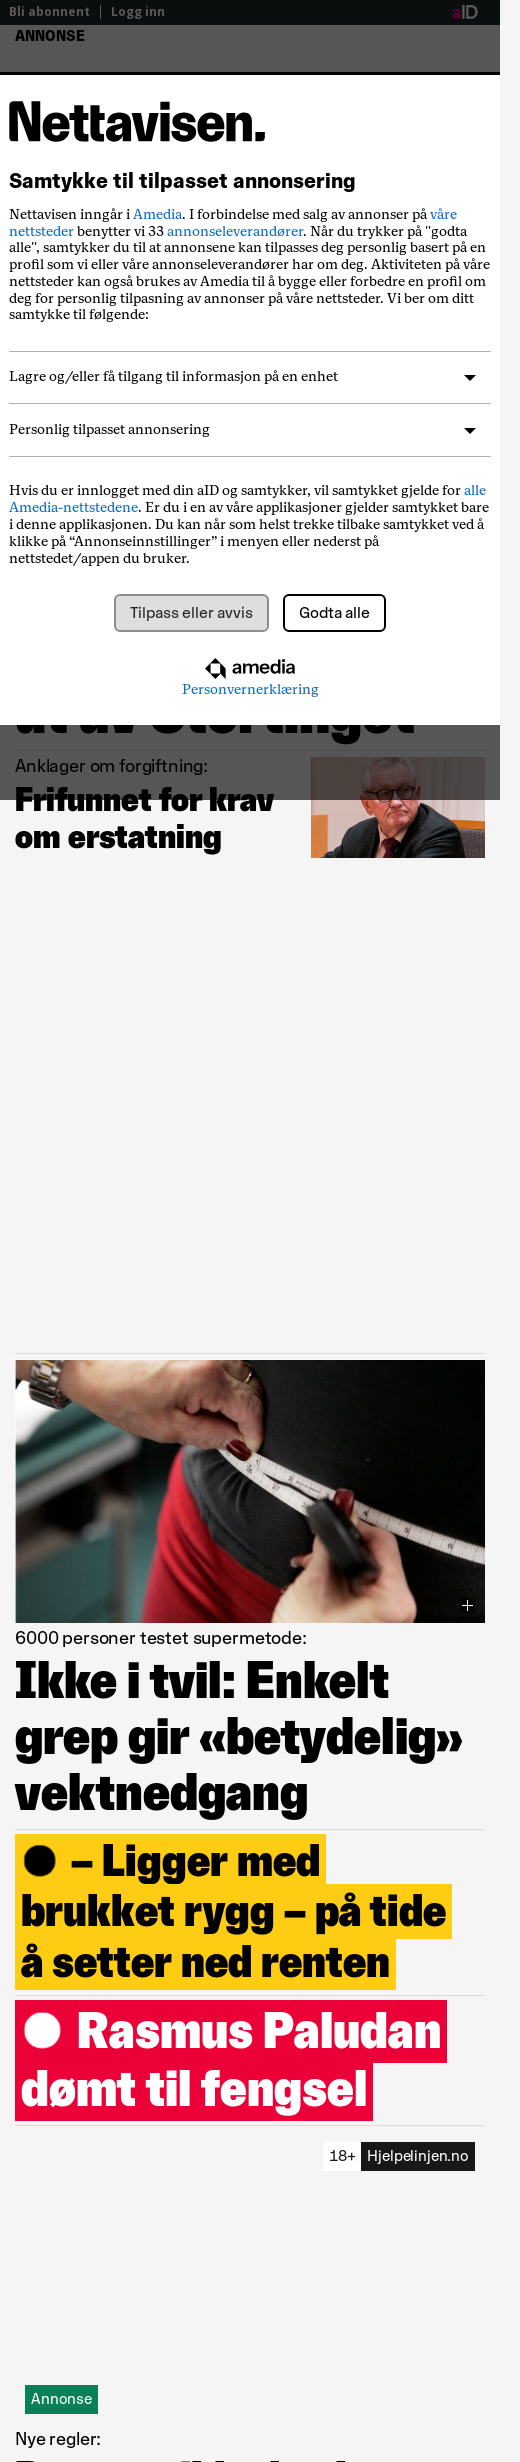 Bli abonnent | Logg inn
aID
ANNONSE
Nettavisen.
Samtykke til tilpasset annonsering
Nettavisen inngår i Amedia. I forbindelse med salg av annonser på våre
nettsteder benytter vi 33 annonseleverandører. Når du trykker på "godta
alle", samtykker du til at annonsene kan tilpasses deg personlig basert på en
profil som vi eller våre annonseleverandører har om deg. Aktiviteten på våre
nettsteder kan også brukes av Amedia til å bygge eller forbedre en profil om
deg for personlig tilpasning av annonser på våre nettsteder. Vi ber om ditt
samtykke til følgende:
Lagre og/eller få tilgang til informasjon på en enhet
Personlig tilpasset annonsering
Hvis du er innlogget med din aID og samtykker, vil samtykket gjelde for alle
Amedia-nettstedene. Er du i en av våre applikasjoner gjelder samtykket bare
i denne applikasjonen. Du kan når som helst trekke tilbake samtykket ved å
klikke på “Annonseinnstillinger” i menyen eller nederst på
nettstedet/appen du bruker.
Tilpass eller avvis
Godta alle
amedia
Personvernerklæring
ut av Stortinget
Anklager om forgiftning:
Frifunnet for krav
om erstatning
6000 personer testet supermetode:
Ikke i tvil: Enkelt
grep gir «betydelig»
vektnedgang
– Ligger med
brukket rygg – på tide
å setter ned renten
Rasmus Paludan
dømt til fengsel
18+ Hjelpelinjen.no
Annonse
Nye regler: